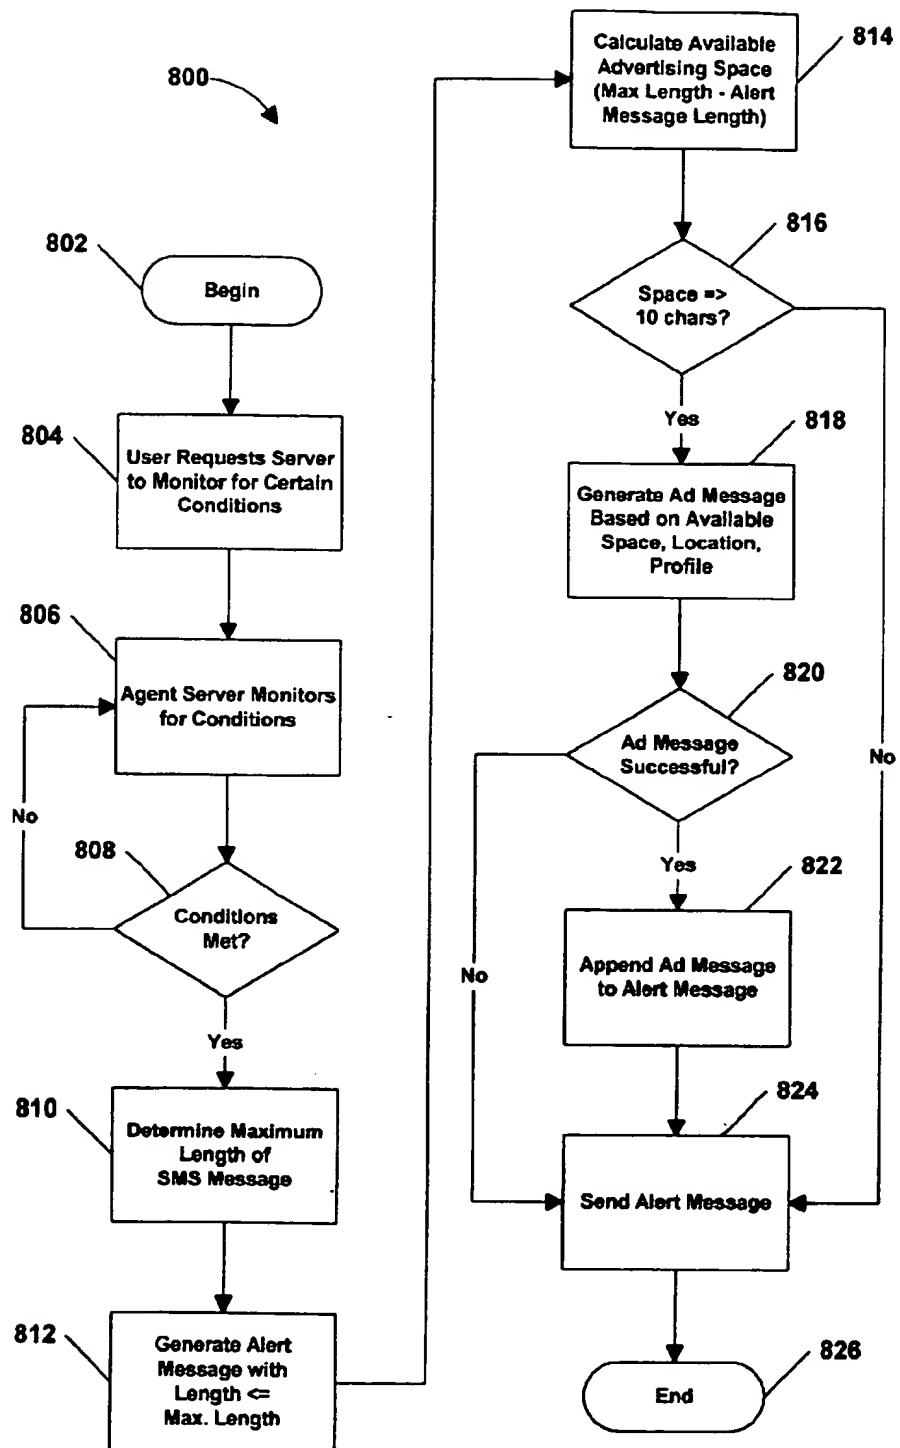 800
802
Begin
804
User Requests Server
to Monitor for Certain
Conditions
806
Agent Server Monitors
for Conditions
No
808
Conditions
Met?
Yes
810
Determine Maximum
Length of
SMS Message
812
Generate Alert
Message with
Length <=
Max. Length
814
Calculate Available
Advertising Space
(Max Length - Alert
Message Length)
816
Space =>
10 chars?
Yes
No
818
Generate Ad Message
Based on Available
Space, Location,
Profile
820
Ad Message
Successful?
Yes
No
822
Append Ad Message
to Alert Message
824
Send Alert Message
826
End